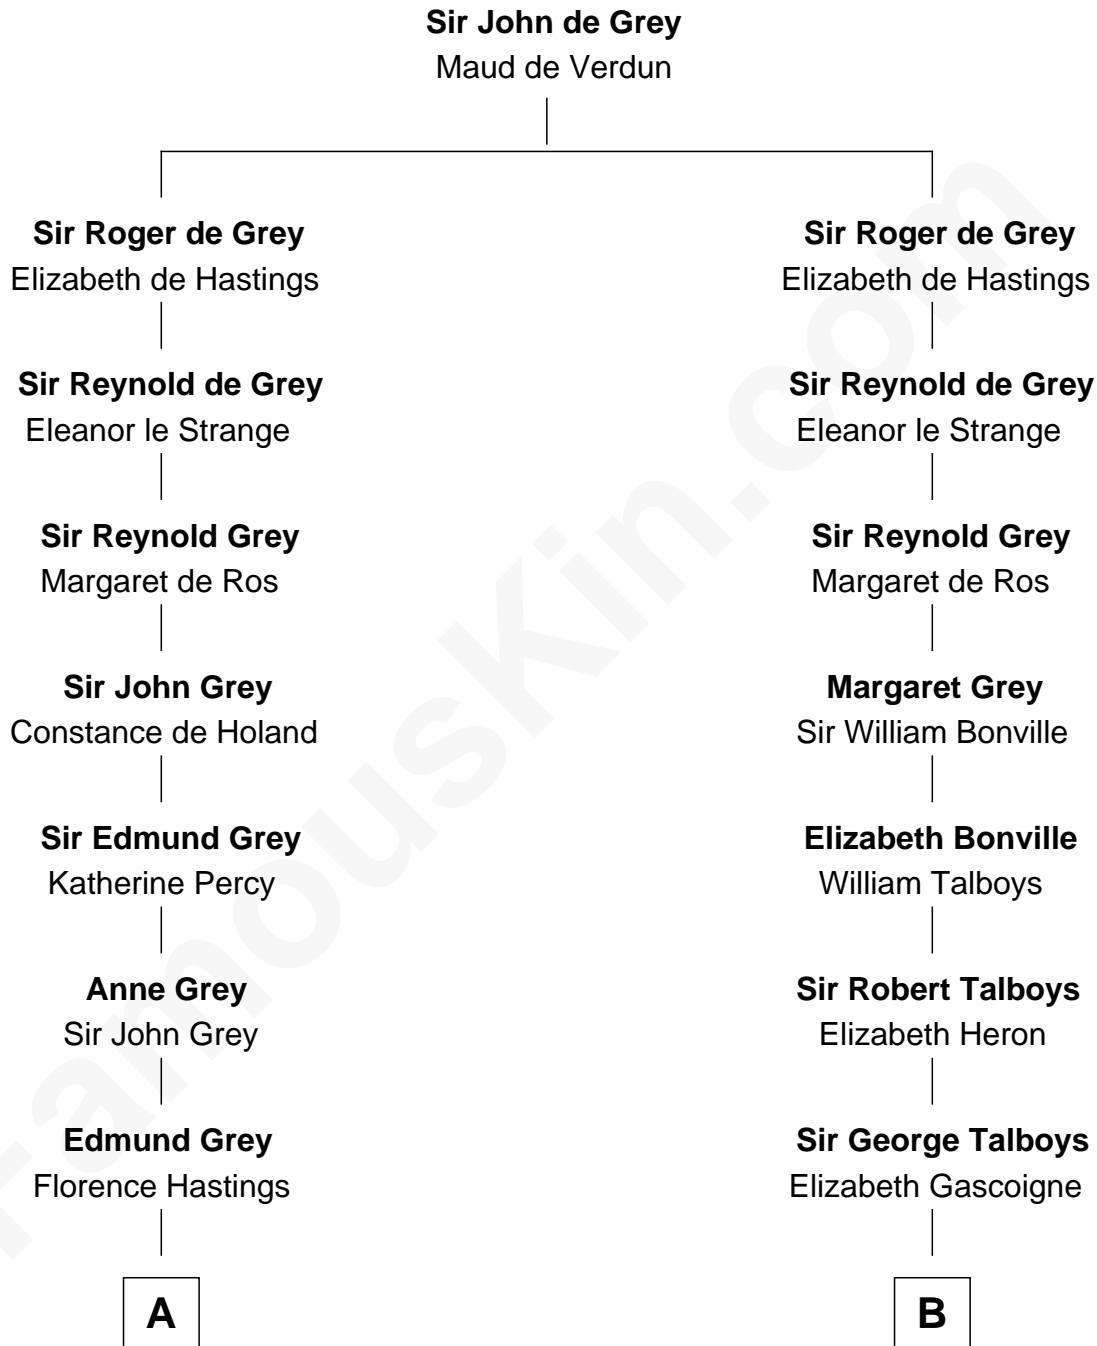 Sir John de Grey
Maud de Verdun
Sir Roger de Grey
Elizabeth de Hastings
Sir Reynold de Grey
Eleanor le Strange
Sir Reynold Grey
Margaret de Ros
Sir John Grey
Constance de Holand
Sir Edmund Grey
Katherine Percy
Anne Grey
Sir John Grey
Edmund Grey
Florence Hastings
A
Sir Roger de Grey
Elizabeth de Hastings
Sir Reynold de Grey
Eleanor le Strange
Sir Reynold Grey
Margaret de Ros
Margaret Grey
Sir William Bonville
Elizabeth Bonville
William Talboys
Sir Robert Talboys
Elizabeth Heron
Sir George Talboys
Elizabeth Gascoigne
B
FamousKin.com